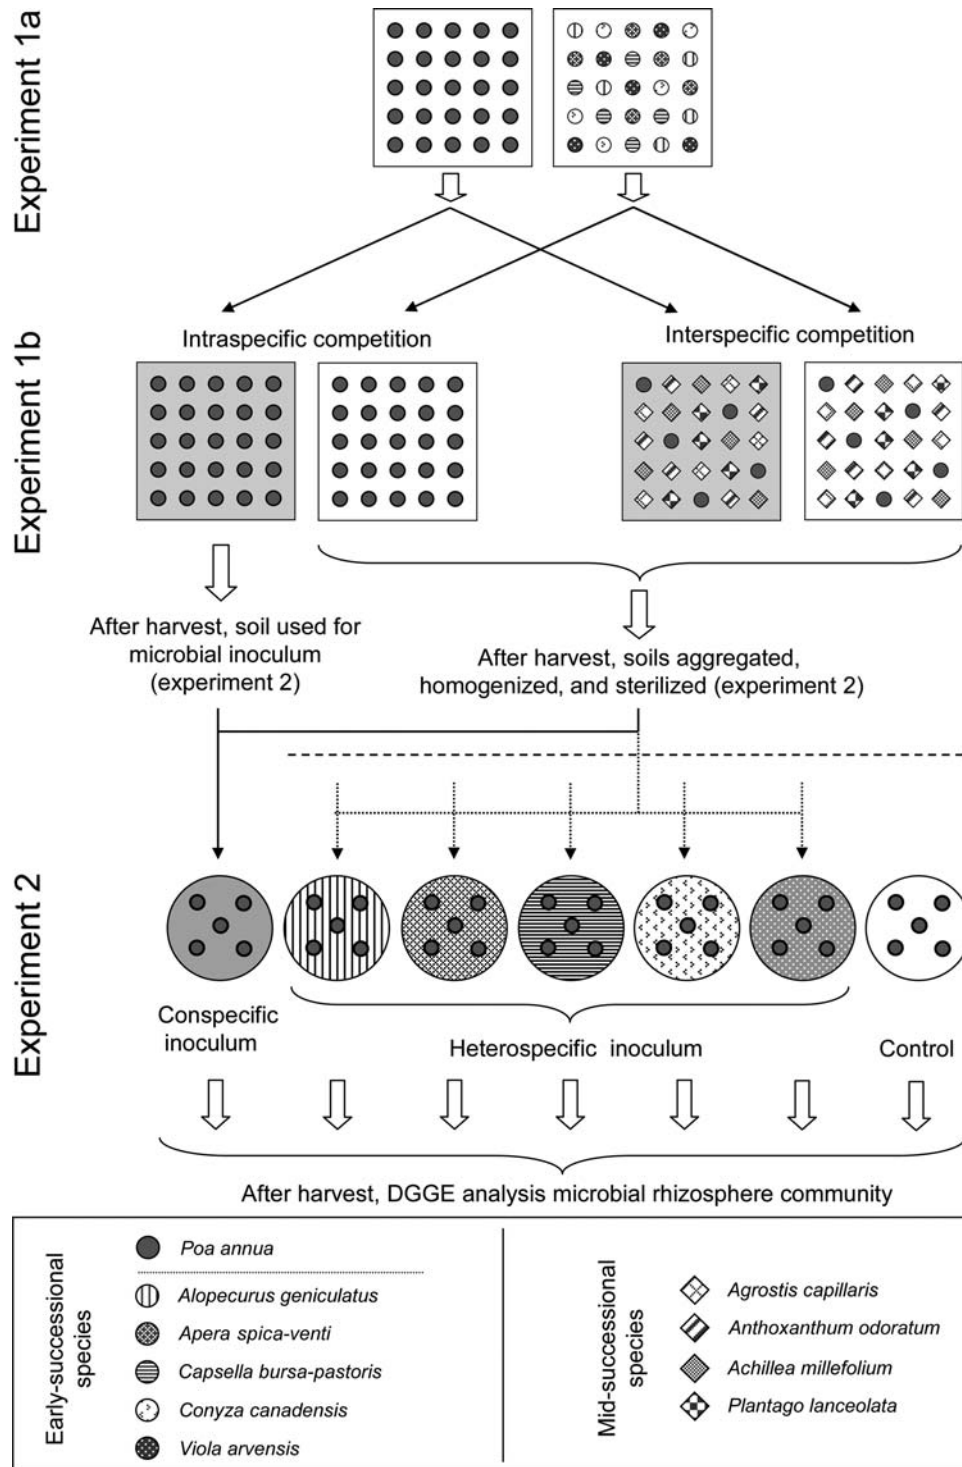 Experiment 1a
Experiment 1b
Intraspecific competition
Interspecific competition
After harvest, soil used for
microbial inoculum
(experiment 2)
After harvest, soils aggregated,
homogenized, and sterilized (experiment 2)
Experiment 2
Conspecific
inoculum
Heterospecific inoculum
Control
After harvest, DGGE analysis microbial rhizosphere community
Early-successional
species
Poa annua
Alopecurus geniculatus
Apera spica-venti
Capsella bursa-pastoris
Conyza canadensis
Viola arvensis
Mid-successional
species
Agrostis capillaris
Anthoxanthum odoratum
Achillea millefolium
Plantago lanceolata